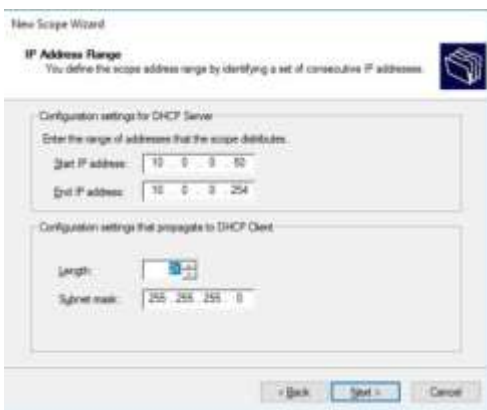 New Scope Wizard
IP Address Range
You define the scope address range by identifying a set of consecutive IP addresses.
Configuration settings for DHCP Server
Enter the range of addresses that the scope distributes.
Start IP address: 10 . 0 . 0 . 50
End IP address: 10 . 0 . 0 . 254
Configuration settings that propagate to DHCP Client
Length:
Subnet mask: 255 . 255 . 255 . 0
< Back Next > Cancel